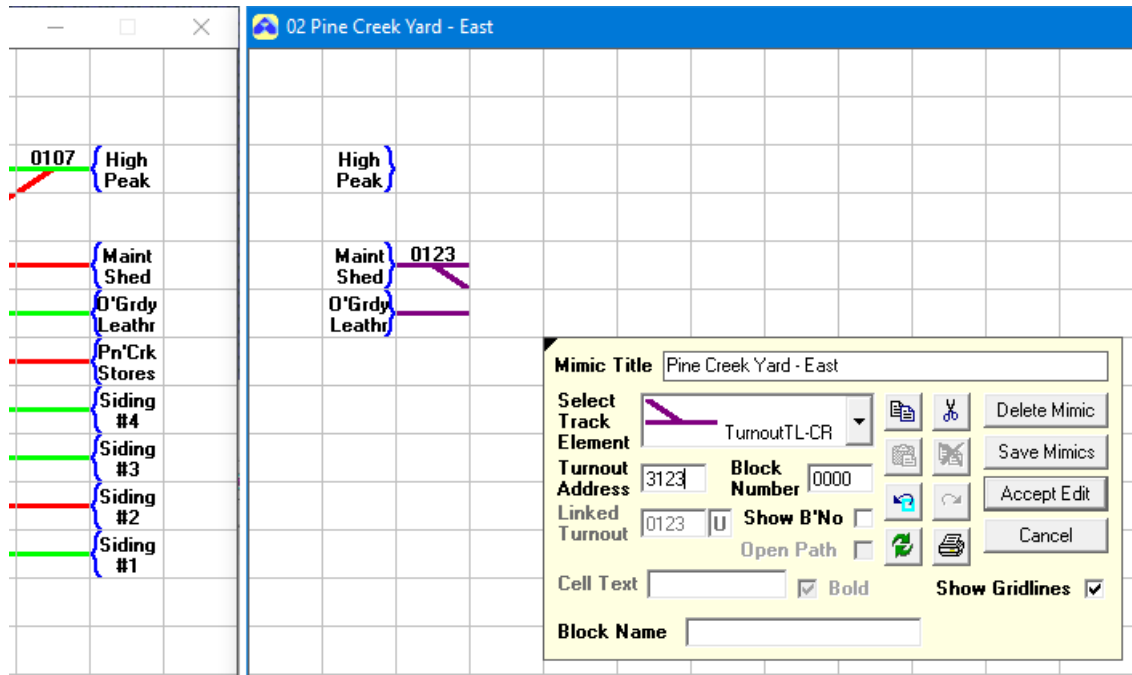 02 Pine Creek Yard - East
0107
High
Peak
Maint
Shed
O'Grdy
Leathr
Pn'Crk
Stores
Siding
#4
Siding
#3
Siding
#2
Siding
#1
High
Peak
Maint
Shed
0123
O'Grdy
Leathr
Mimic Title Pine Creek Yard - East
Select
Track
Element
TurnoutTL-CR
Delete Mimic
Save Mimics
Turnout
Address
3123
Block
Number
0000
Accept Edit
Linked
Turnout
0123
U
Show B'No
Open Path
Cancel
Cell Text
Bold
Show Gridlines
Block Name